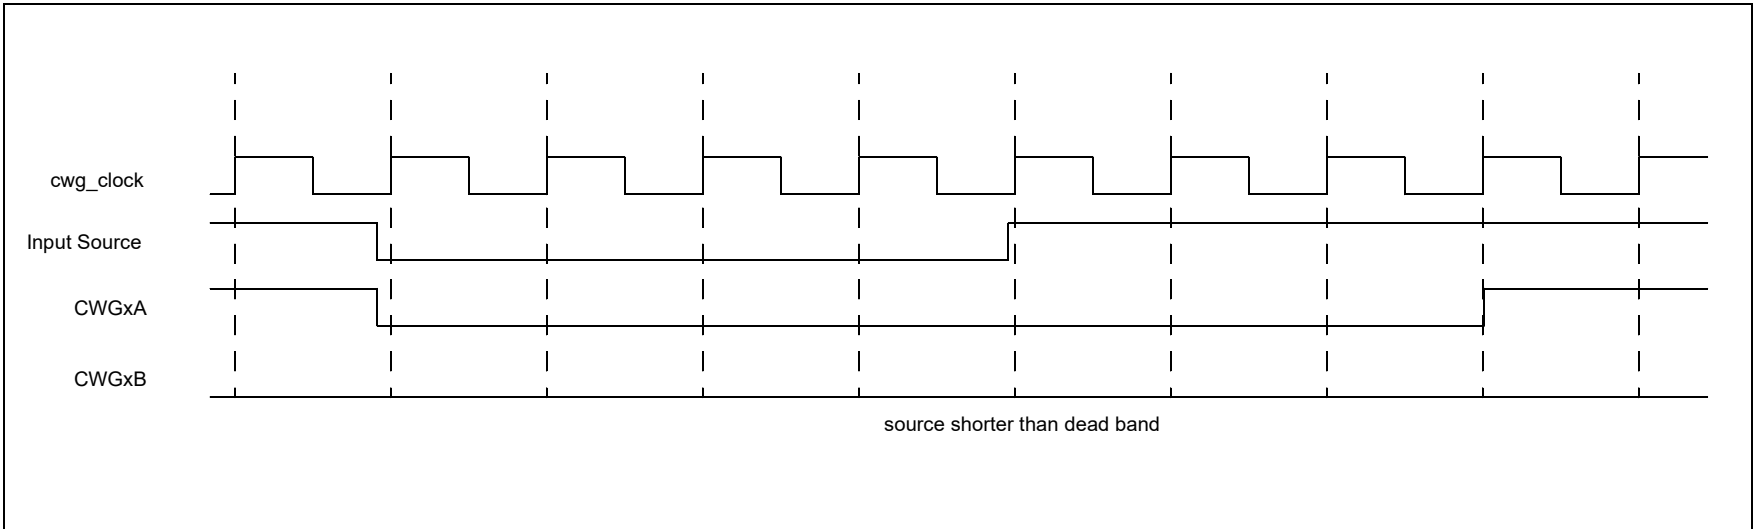 cwg_clock
Input Source
CWGxA
CWGxB
source shorter than dead band